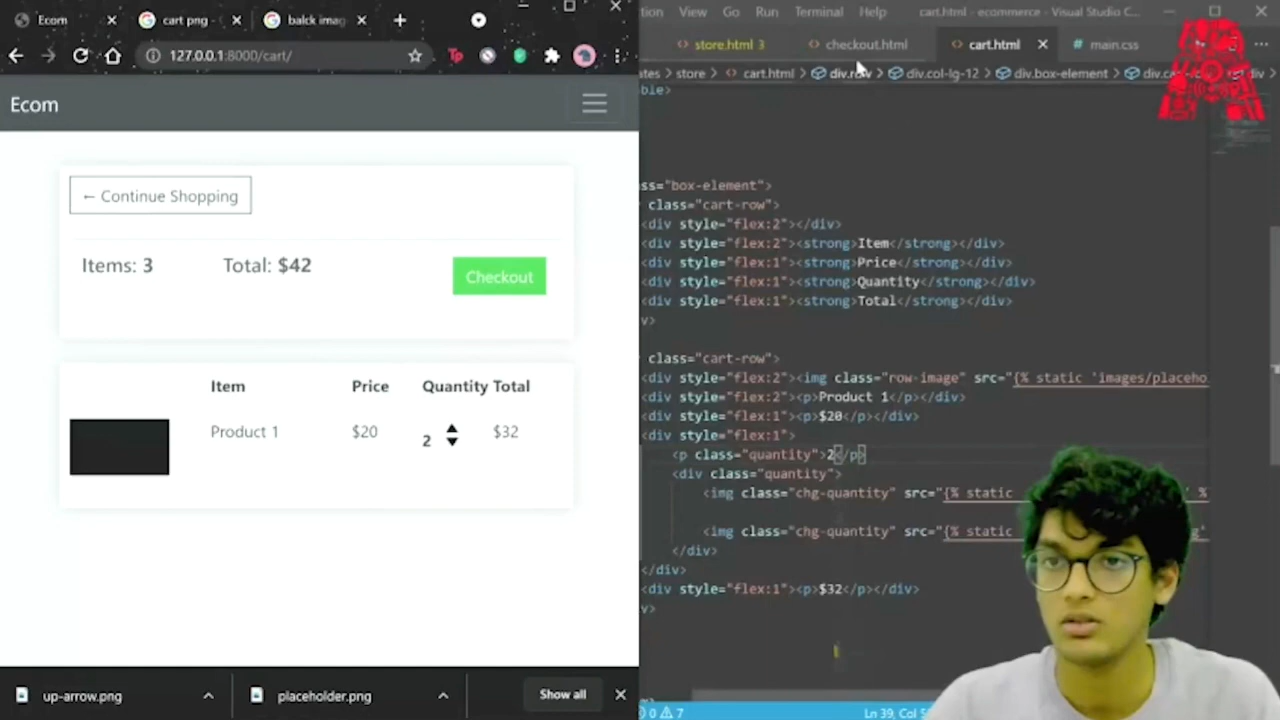 Ecom
cart png -
balck imag
127.0.0.1:8000/cart/
Ecom
← Continue Shopping
Items: 3
Total: $42
Checkout
Item Price Quantity Total
Product 1 $20 2 $32
up-arrow.png
placeholder.png
Show all
tion View Go Run Terminal Help cart.html - ecommerce - Visual Studio C...
store.html 3 checkout.html cart.html main.css
ates > store > cart.html > div.row > div.col-lg-12 > div.box-element >
ble>
ss="box-element">
class="cart-row">
<div style="flex:2"></div>
<div style="flex:2"><strong>Item</strong></div>
<div style="flex:1"><strong>Price</strong></div>
<div style="flex:1"><strong>Quantity</strong></div>
<div style="flex:1"><strong>Total</strong></div>
v>
class="cart-row">
<div style="flex:2"><img class="row-image" src="{% static 'images/placeho
<div style="flex:2"><p>Product 1</p></div>
<div style="flex:1"><p>$20</p></div>
<div style="flex:1">
<p class="quantity">2</p>
<div class="quantity">
<img class="chg-quantity" src="{% static ' %
<img class="chg-quantity" src="{% static g'
</div>
</div>
<div style="flex:1"><p>$32</p></div>
v>
0 7 Ln 39, Col